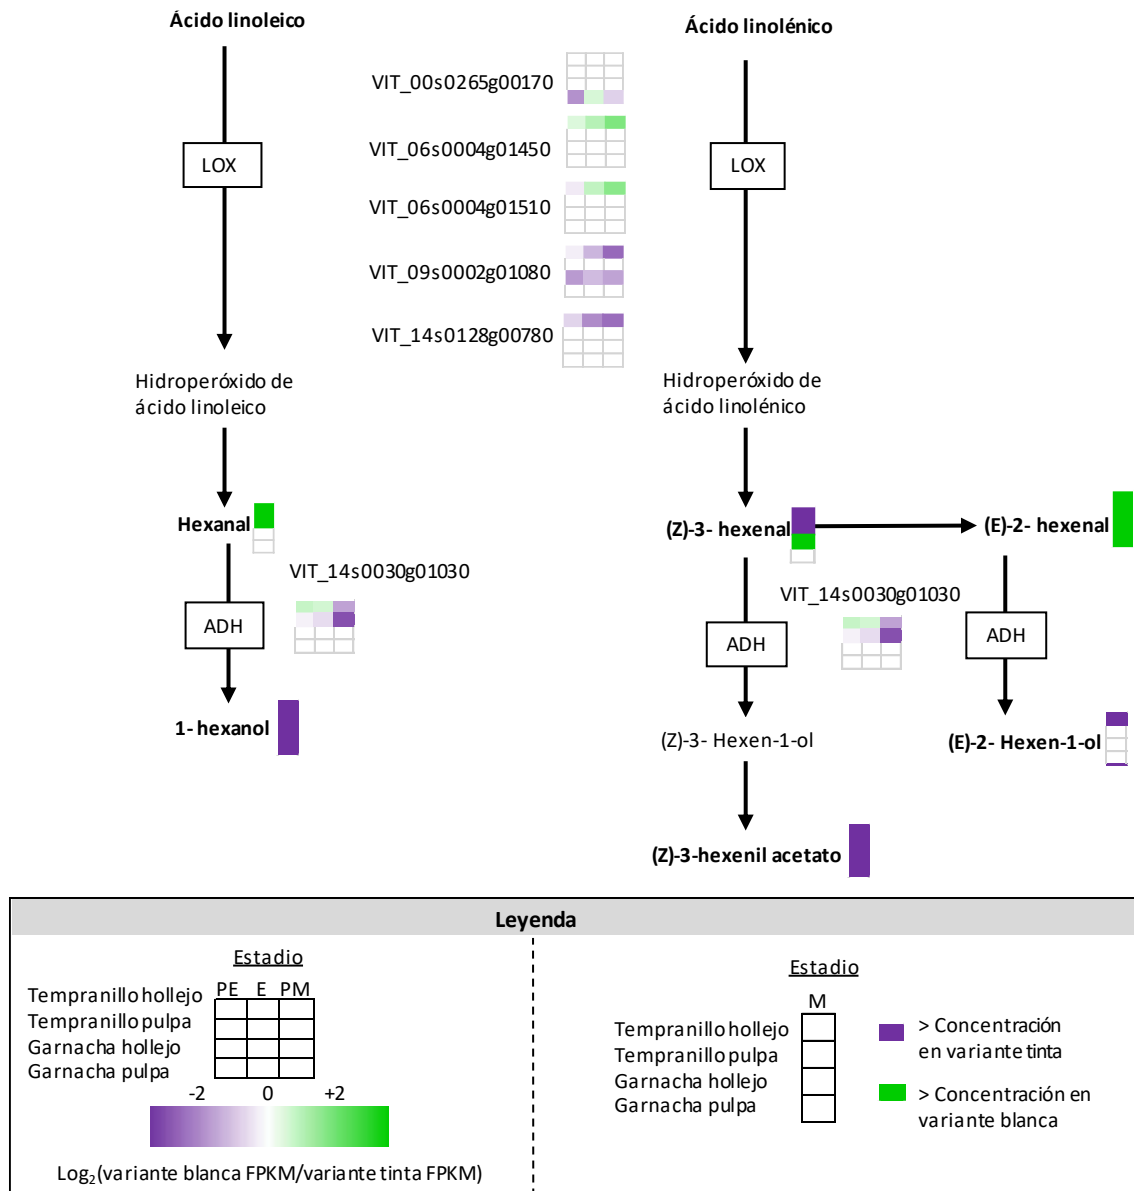 Ácido linoleico
Ácido linolénico
VIT_00s0265g00170
VIT_06s0004g01450
LOX
LOX
VIT_06s0004g01510
VIT_09s0002g01080
VIT_14s0128g00780
Hidroperóxido de
ácido linoleico
Hidroperóxido de
ácido linolénico
Hexanal
(Z)-3- hexenal
(E)-2- hexenal
VIT_14s0030g01030
VIT_14s0030g01030
ADH
ADH
ADH
1- hexanol
(Z)-3- Hexen-1-ol
(E)-2- Hexen-1-ol
(Z)-3-hexenil acetato
Leyenda
Estadio
PE E PM
Tempranillo hollejo
Tempranillo pulpa
Garnacha hollejo
Garnacha pulpa
-2 0 +2
Log₂(variante blanca FPKM/variante tinta FPKM)
Estadio
M
Tempranillo hollejo
Tempranillo pulpa
Garnacha hollejo
Garnacha pulpa
> Concentración
en variante tinta
> Concentración en
variante blanca